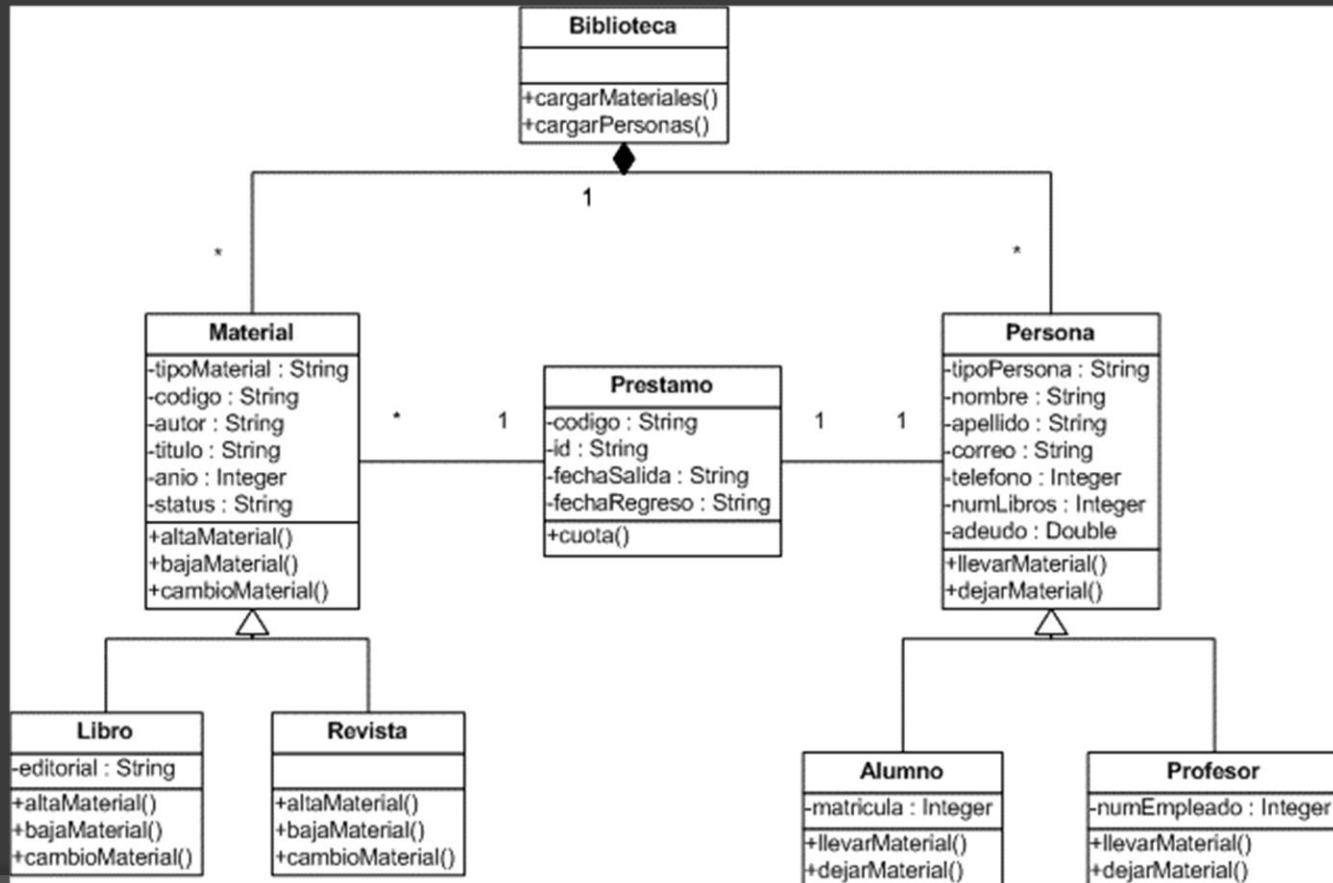 Biblioteca
+cargarMateriales()
+cargarPersonas()
1
*
*
Material
-tipoMaterial : String
-codigo : String
-autor : String
-titulo : String
-anio : Integer
-status : String
+altaMaterial()
+bajaMaterial()
+cambioMaterial()
*
1
Prestamo
-codigo : String
-id : String
-fechaSalida : String
-fechaRegreso : String
+cuota()
1
1
Persona
-tipoPersona : String
-nombre : String
-apellido : String
-correo : String
-telefono : Integer
-numLibros : Integer
-adeudo : Double
+llevarMaterial()
+dejarMaterial()
Libro
-editorial : String
+altaMaterial()
+bajaMaterial()
+cambioMaterial()
Revista
+altaMaterial()
+bajaMaterial()
+cambioMaterial()
Alumno
-matricula : Integer
+llevarMaterial()
+dejarMaterial()
Profesor
-numEmpleado : Integer
+llevarMaterial()
+dejarMaterial()